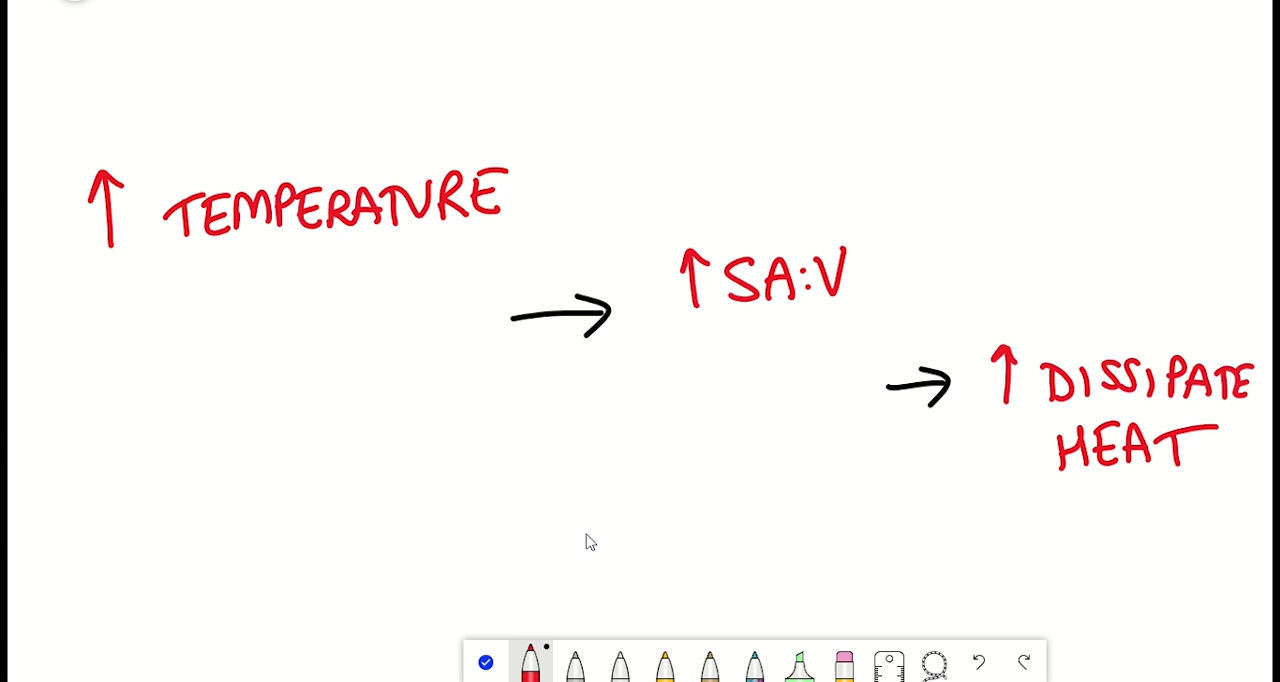 ↑ TEMPERATURE
→ ↑ SA:V
→ ↑ DISSIPATE
HEAT